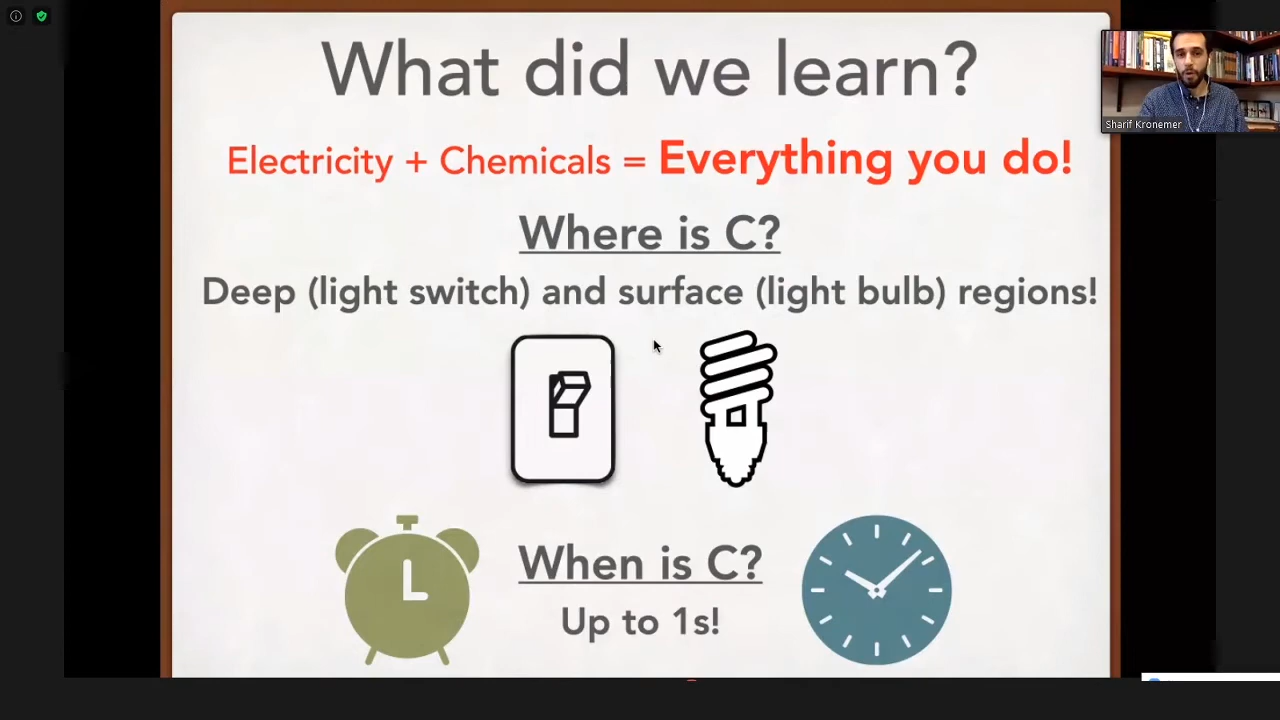 What did we learn?
Sharif Kronemer
Electricity + Chemicals = Everything you do!
Where is C?
Deep (light switch) and surface (light bulb) regions!
When is C?
Up to 1s!